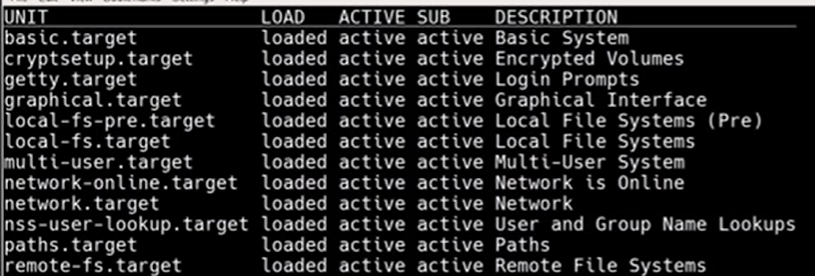 UNIT LOAD ACTIVE SUB DESCRIPTION
basic.target loaded active active Basic System
cryptsetup.target loaded active active Encrypted Volumes
getty.target loaded active active Login Prompts
graphical.target loaded active active Graphical Interface
local-fs-pre.target loaded active active Local File Systems (Pre)
local-fs.target loaded active active Local File Systems
multi-user.target loaded active active Multi-User System
network-online.target loaded active active Network is Online
network.target loaded active active Network
nss-user-lookup.target loaded active active User and Group Name Lookups
paths.target loaded active active Paths
remote-fs.target loaded active active Remote File Systems